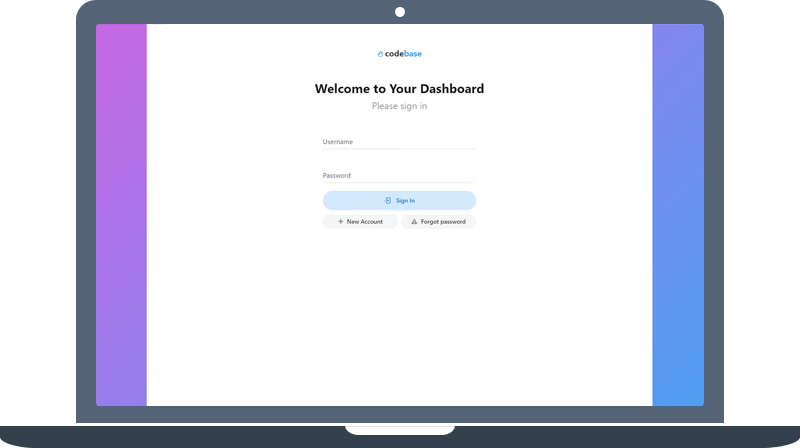 codebase
Welcome to Your Dashboard
Please sign in
Username
Password
Sign In
New Account
Forgot password